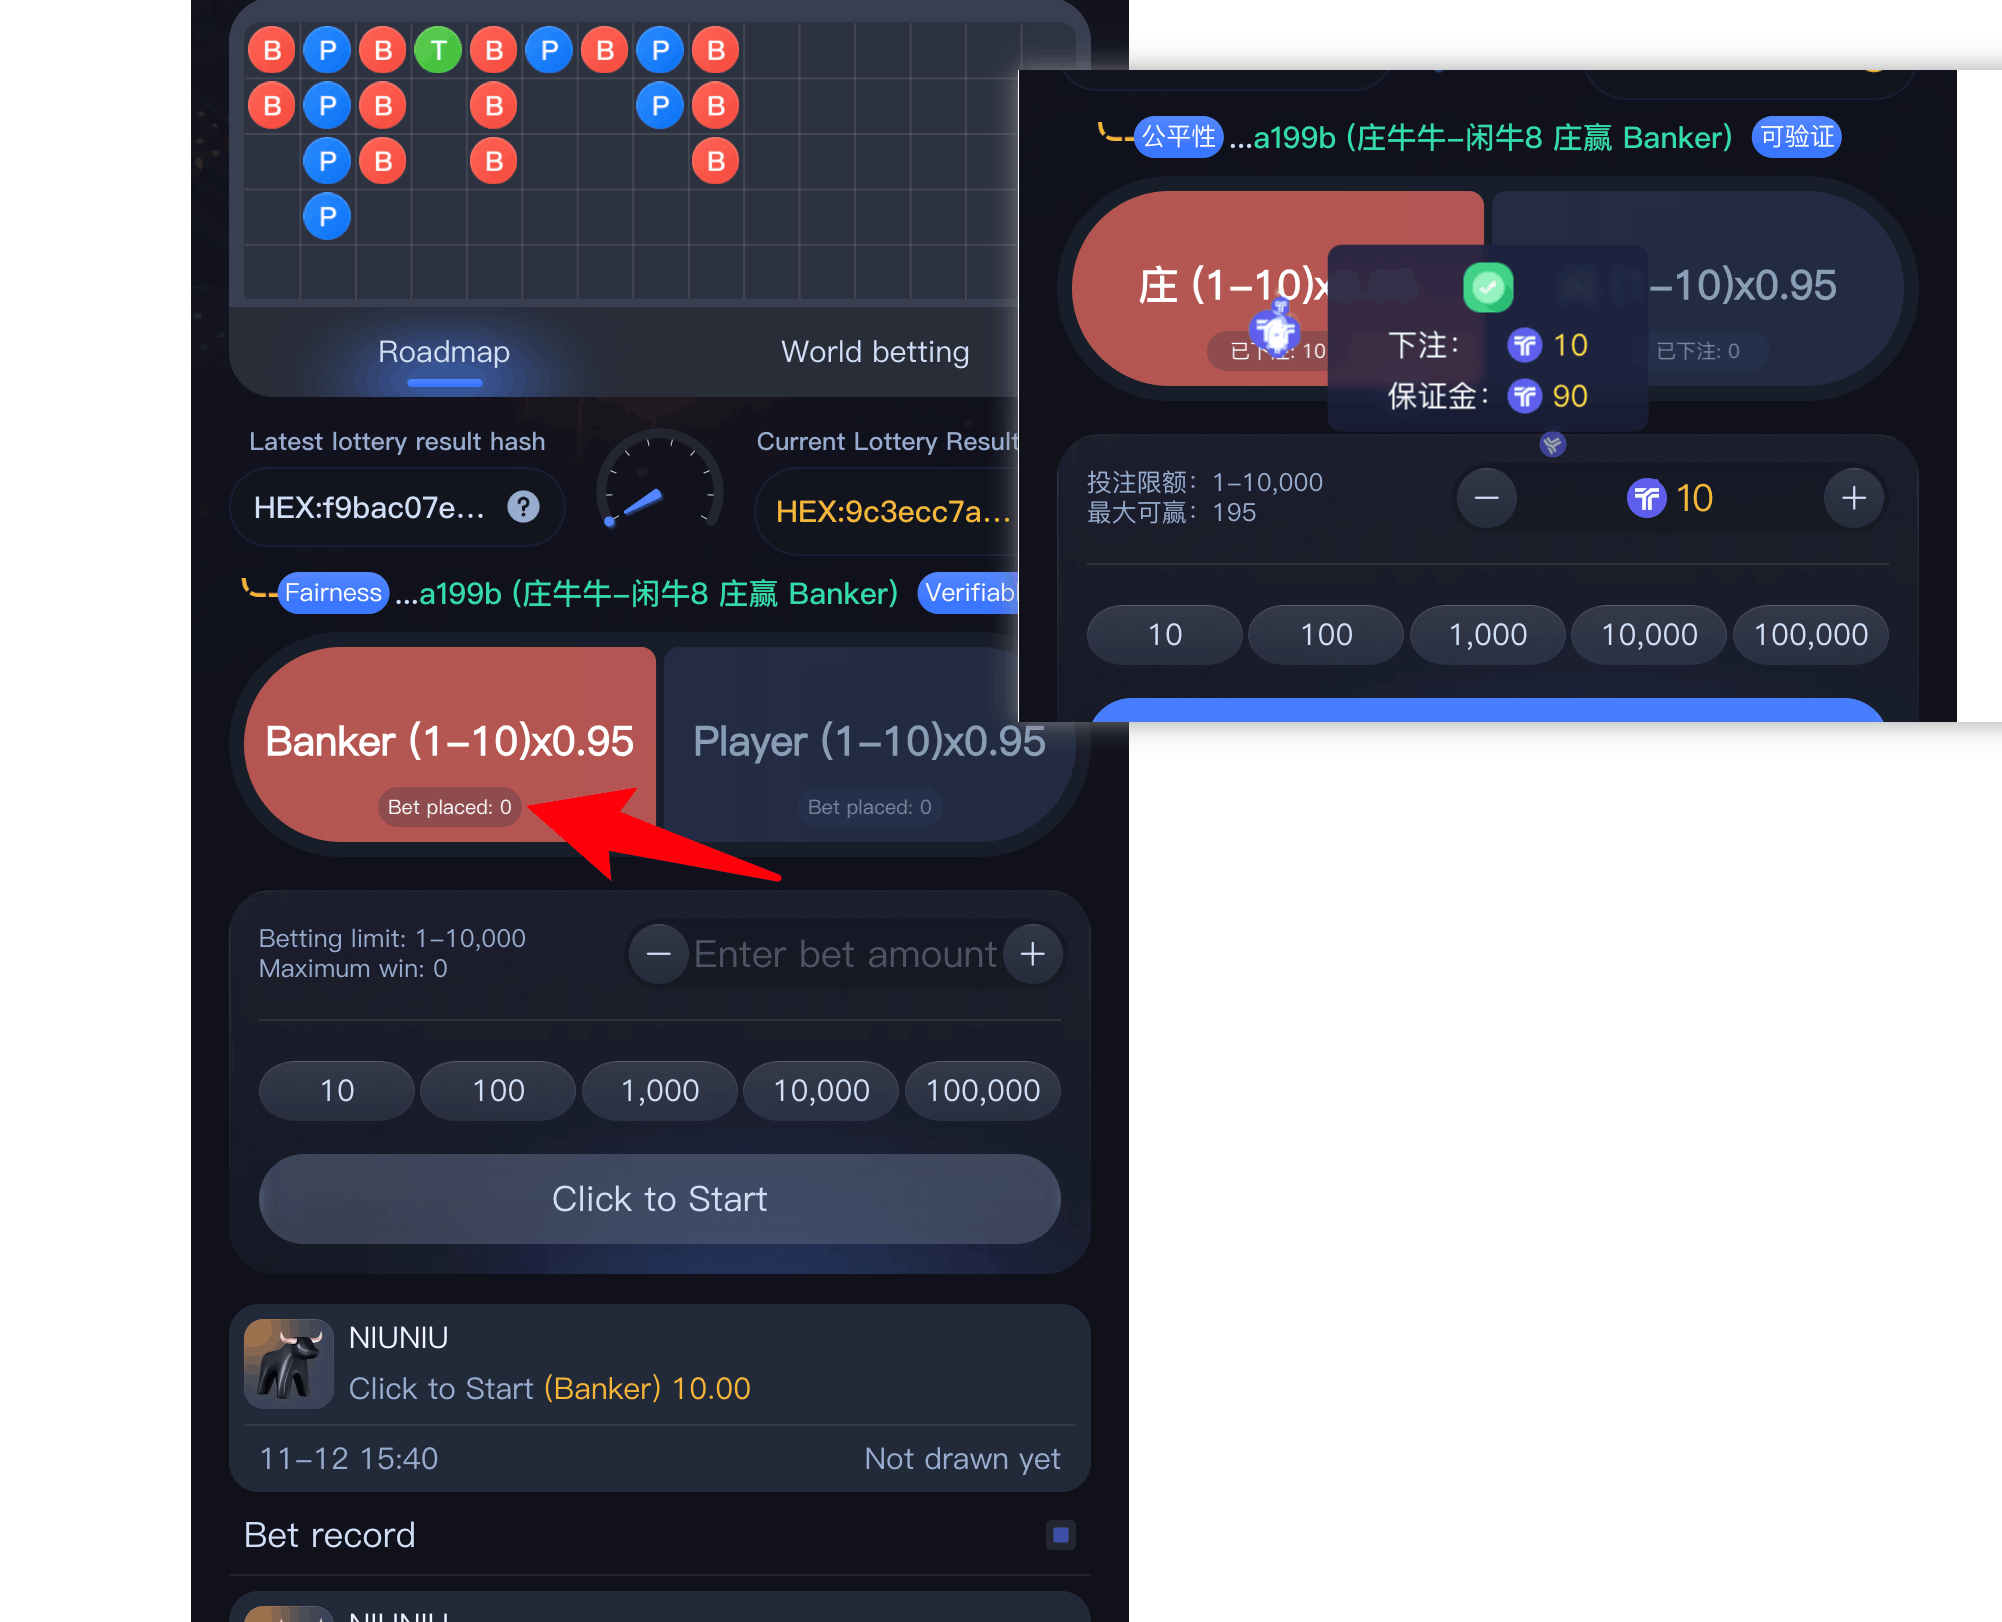 B P B T B P B P B
B P B B P B
P B B B
P
Roadmap
World betting
Latest lottery result hash
HEX:f9bac07e...
Current Lottery Result
HEX:9c3ecc7a...
Fairness ...a199b (庄牛牛-闲牛8 庄赢 Banker)
Banker (1-10)x0.95
Bet placed: 0
Player (1-10)x0.95
Bet placed: 0
Betting limit: 1-10,000
Maximum win: 0
− Enter bet amount +
10 100 1,000 10,000 100,000
Click to Start
NIUNIU
Click to Start (Banker) 10.00
11-12 15:40
Not drawn yet
Bet record
NIUNIU
公平性 ...a199b (庄牛牛-闲牛8 庄赢 Banker) 可验证
庄 (1-10)x
-10)x0.95
10
已下注: 0
下注: 10
保证金: 90
投注限额: 1-10,000
最大可赢: 195
− 10 +
10 100 1,000 10,000 100,000